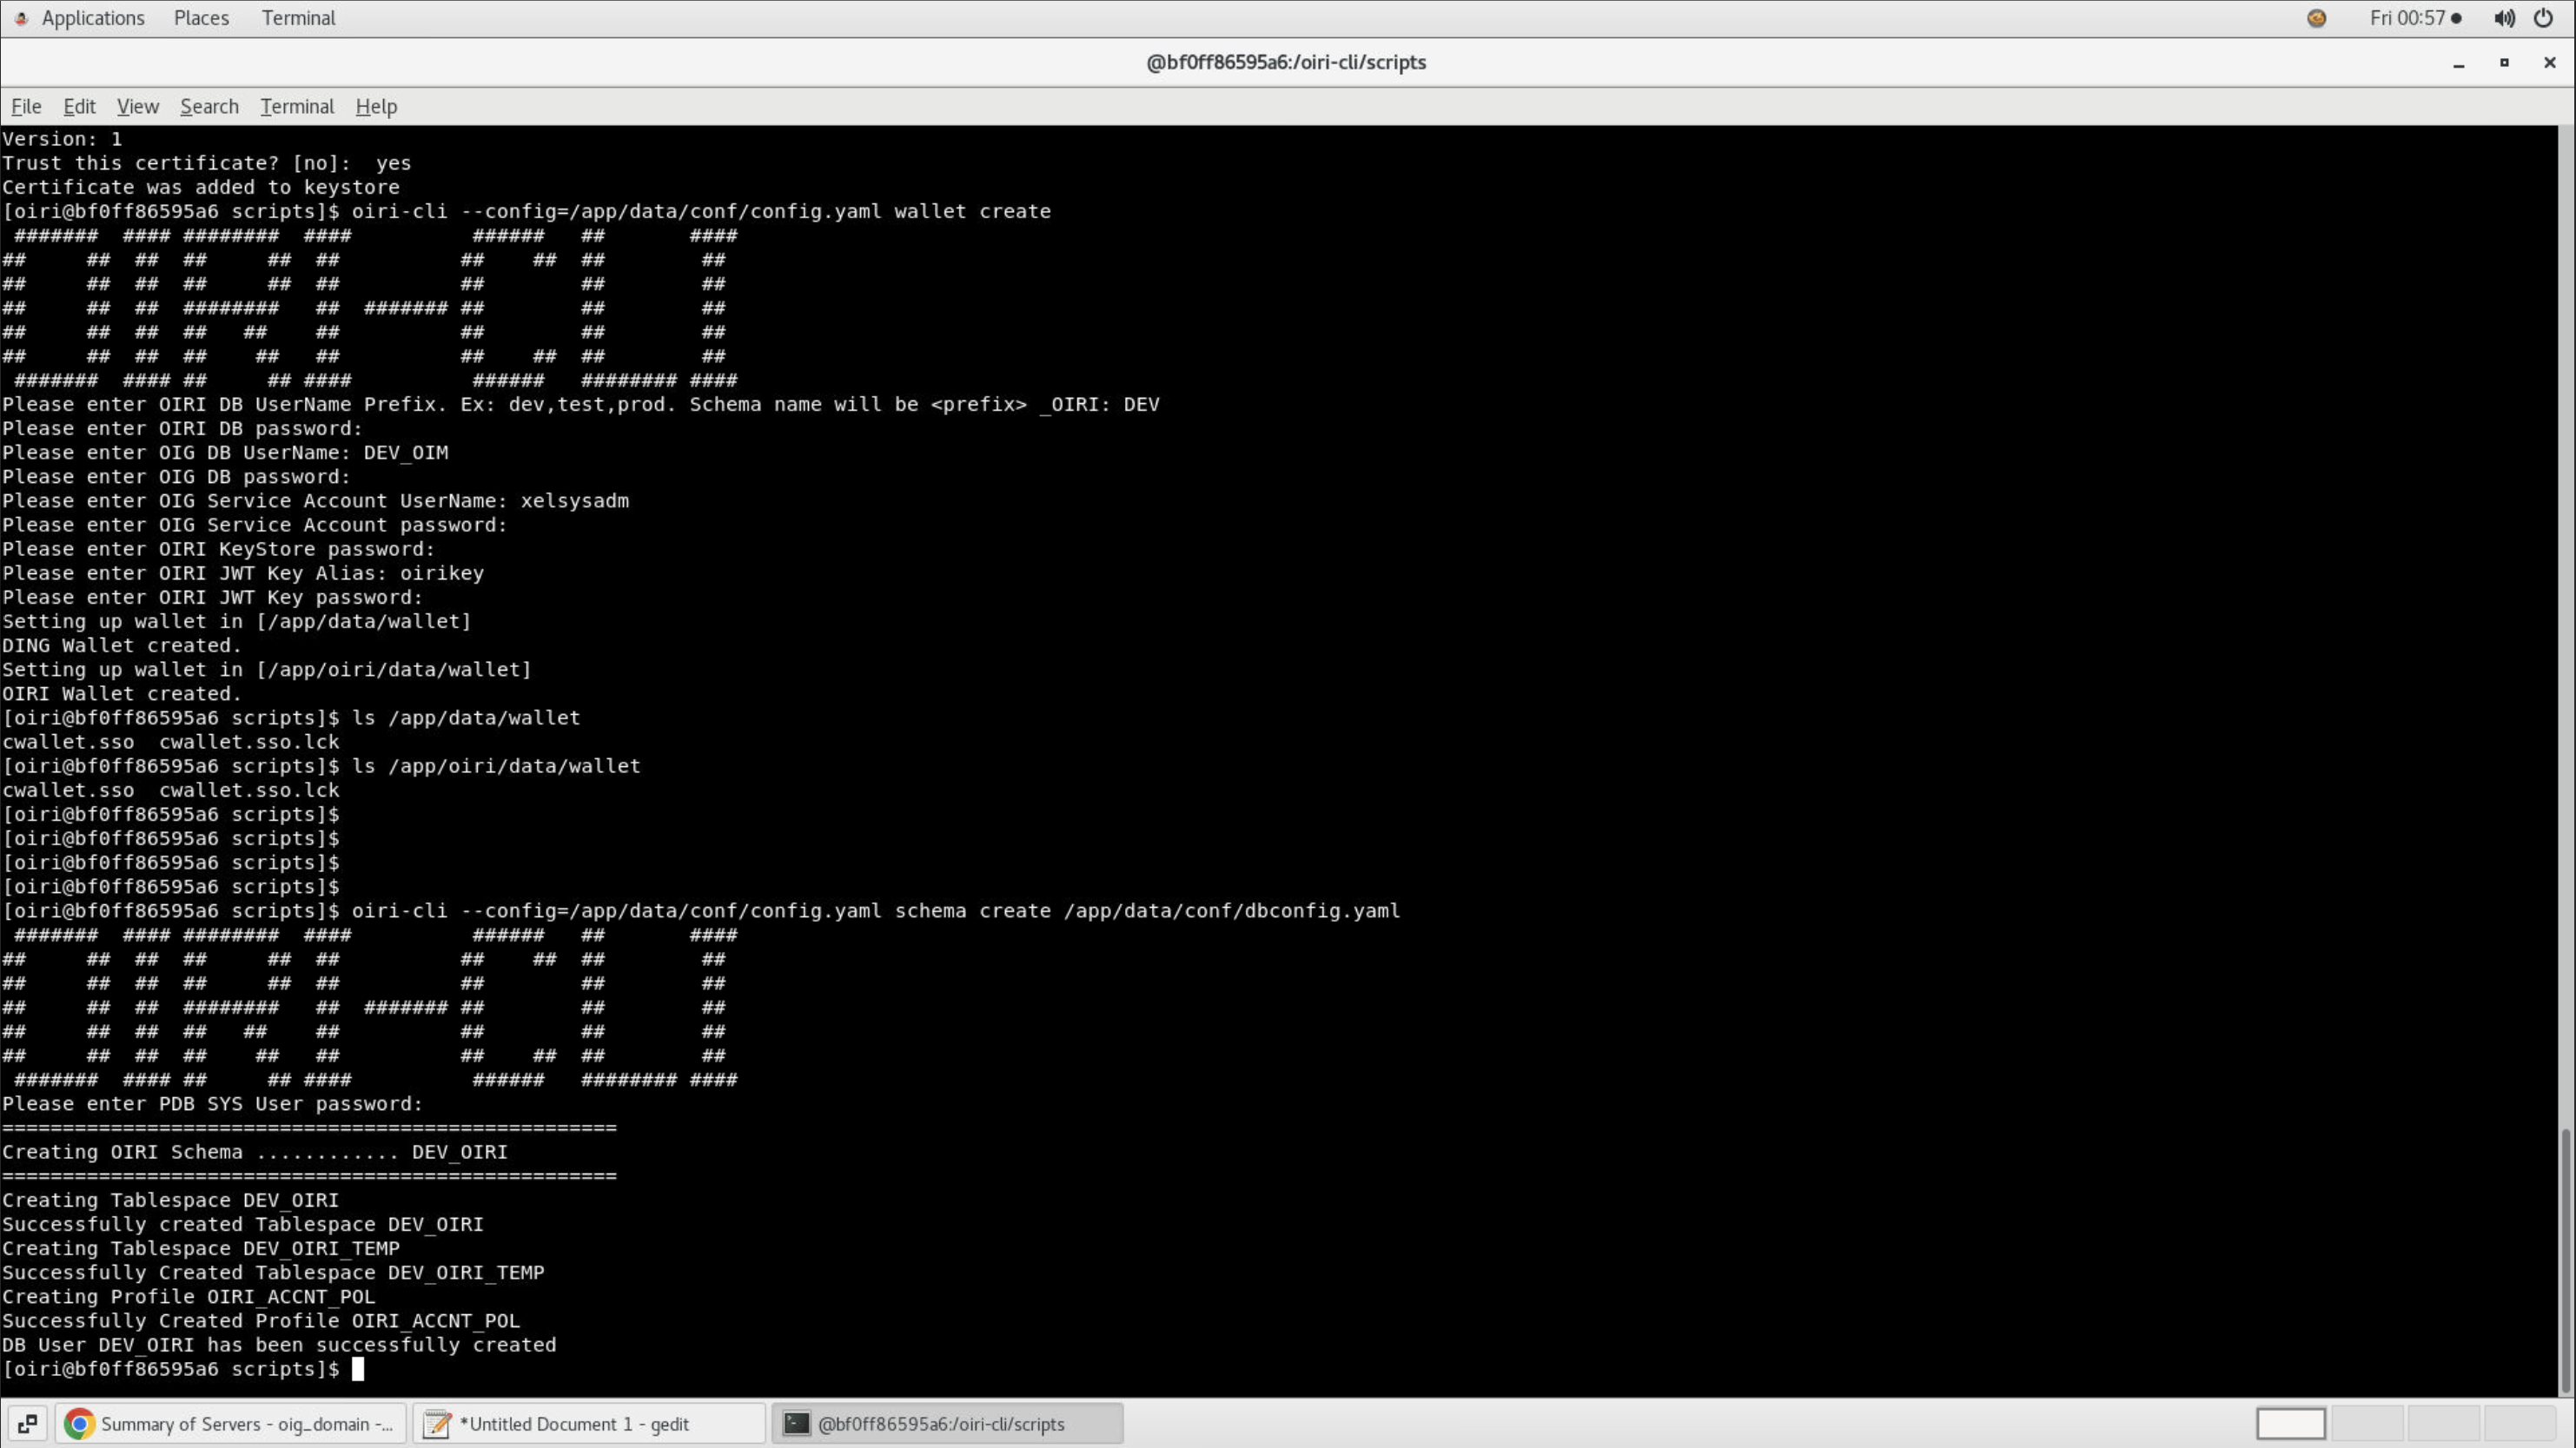 Applications Places Terminal Fri 00:57
@bf0ff86595a6:/oiri-cli/scripts
File Edit View Search Terminal Help
Version: 1
Trust this certificate? [no]:  yes
Certificate was added to keystore
[oiri@bf0ff86595a6 scripts]$ oiri-cli --config=/app/data/conf/config.yaml wallet create
 #######  #### ########  ####          ######   ##       ####
##     ##  ##  ##     ##  ##          ##    ##  ##        ##
##     ##  ##  ##     ##  ##          ##        ##        ##
##     ##  ##  ########   ##  ####### ##        ##        ##
##     ##  ##  ##   ##    ##          ##        ##        ##
##     ##  ##  ##    ##   ##          ##    ##  ##        ##
 #######  #### ##     ## ####          ######   ######## ####
Please enter OIRI DB UserName Prefix. Ex: dev,test,prod. Schema name will be <prefix> _OIRI: DEV
Please enter OIRI DB password:
Please enter OIG DB UserName: DEV_OIM
Please enter OIG DB password:
Please enter OIG Service Account UserName: xelsysadm
Please enter OIG Service Account password:
Please enter OIRI KeyStore password:
Please enter OIRI JWT Key Alias: oirikey
Please enter OIRI JWT Key password:
Setting up wallet in [/app/data/wallet]
DING Wallet created.
Setting up wallet in [/app/oiri/data/wallet]
OIRI Wallet created.
[oiri@bf0ff86595a6 scripts]$ ls /app/data/wallet
cwallet.sso  cwallet.sso.lck
[oiri@bf0ff86595a6 scripts]$ ls /app/oiri/data/wallet
cwallet.sso  cwallet.sso.lck
[oiri@bf0ff86595a6 scripts]$
[oiri@bf0ff86595a6 scripts]$
[oiri@bf0ff86595a6 scripts]$
[oiri@bf0ff86595a6 scripts]$
[oiri@bf0ff86595a6 scripts]$ oiri-cli --config=/app/data/conf/config.yaml schema create /app/data/conf/dbconfig.yaml
 #######  #### ########  ####          ######   ##       ####
##     ##  ##  ##     ##  ##          ##    ##  ##        ##
##     ##  ##  ##     ##  ##          ##        ##        ##
##     ##  ##  ########   ##  ####### ##        ##        ##
##     ##  ##  ##   ##    ##          ##        ##        ##
##     ##  ##  ##    ##   ##          ##    ##  ##        ##
 #######  #### ##     ## ####          ######   ######## ####
Please enter PDB SYS User password:
===================================================
Creating OIRI Schema ............ DEV_OIRI
===================================================
Creating Tablespace DEV_OIRI
Successfully created Tablespace DEV_OIRI
Creating Tablespace DEV_OIRI_TEMP
Successfully Created Tablespace DEV_OIRI_TEMP
Creating Profile OIRI_ACCNT_POL
Successfully Created Profile OIRI_ACCNT_POL
DB User DEV_OIRI has been successfully created
[oiri@bf0ff86595a6 scripts]$
Summary of Servers - oig_domain -... *Untitled Document 1 - gedit @bf0ff86595a6:/oiri-cli/scripts